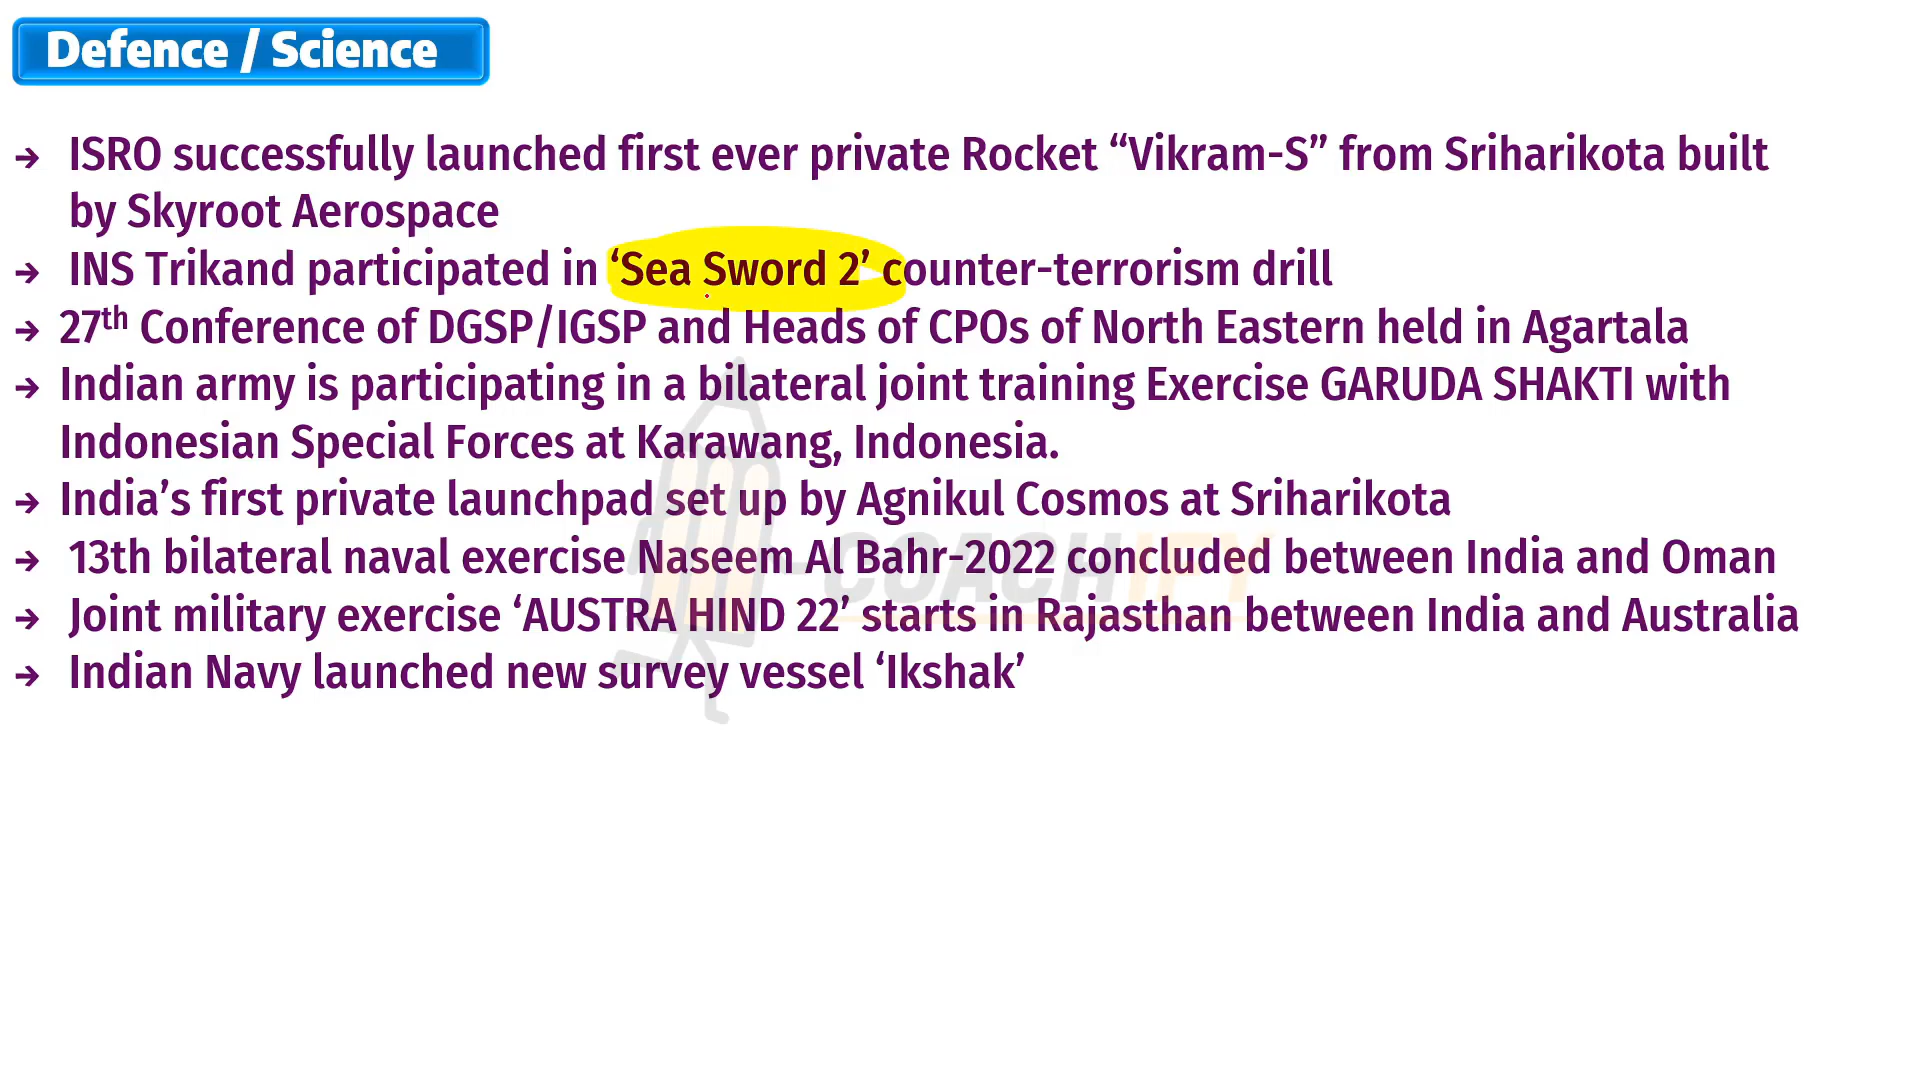 Defence / Science
→ ISRO successfully launched first ever private Rocket “Vikram-S” from Sriharikota built
by Skyroot Aerospace
→ INS Trikand participated in ‘Sea Sword 2’ counter-terrorism drill
→ 27th Conference of DGSP/IGSP and Heads of CPOs of North Eastern held in Agartala
→ Indian army is participating in a bilateral joint training Exercise GARUDA SHAKTI with
Indonesian Special Forces at Karawang, Indonesia.
→ India’s first private launchpad set up by Agnikul Cosmos at Sriharikota
→ 13th bilateral naval exercise Naseem Al Bahr-2022 concluded between India and Oman
COACHIFY
→ Joint military exercise ‘AUSTRA HIND 22’ starts in Rajasthan between India and Australia
→ Indian Navy launched new survey vessel ‘Ikshak’